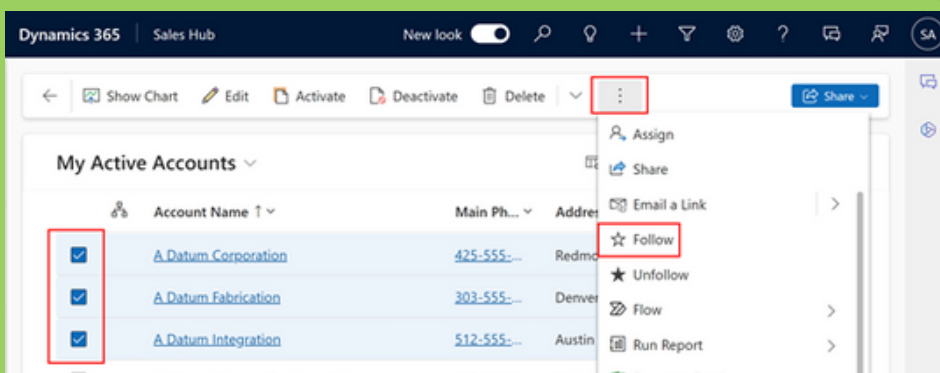 Dynamics 365 Sales Hub New look SA
Show Chart Edit Activate Deactivate Delete Share
Assign
My Active Accounts
Share
Email a Link
Account Name ↑ Main Ph...
Follow
A Datum Corporation 425-555-...
Unfollow
A Datum Fabrication 303-555-... Denver
Flow
A Datum Integration 512-555-... Austin
Run Report